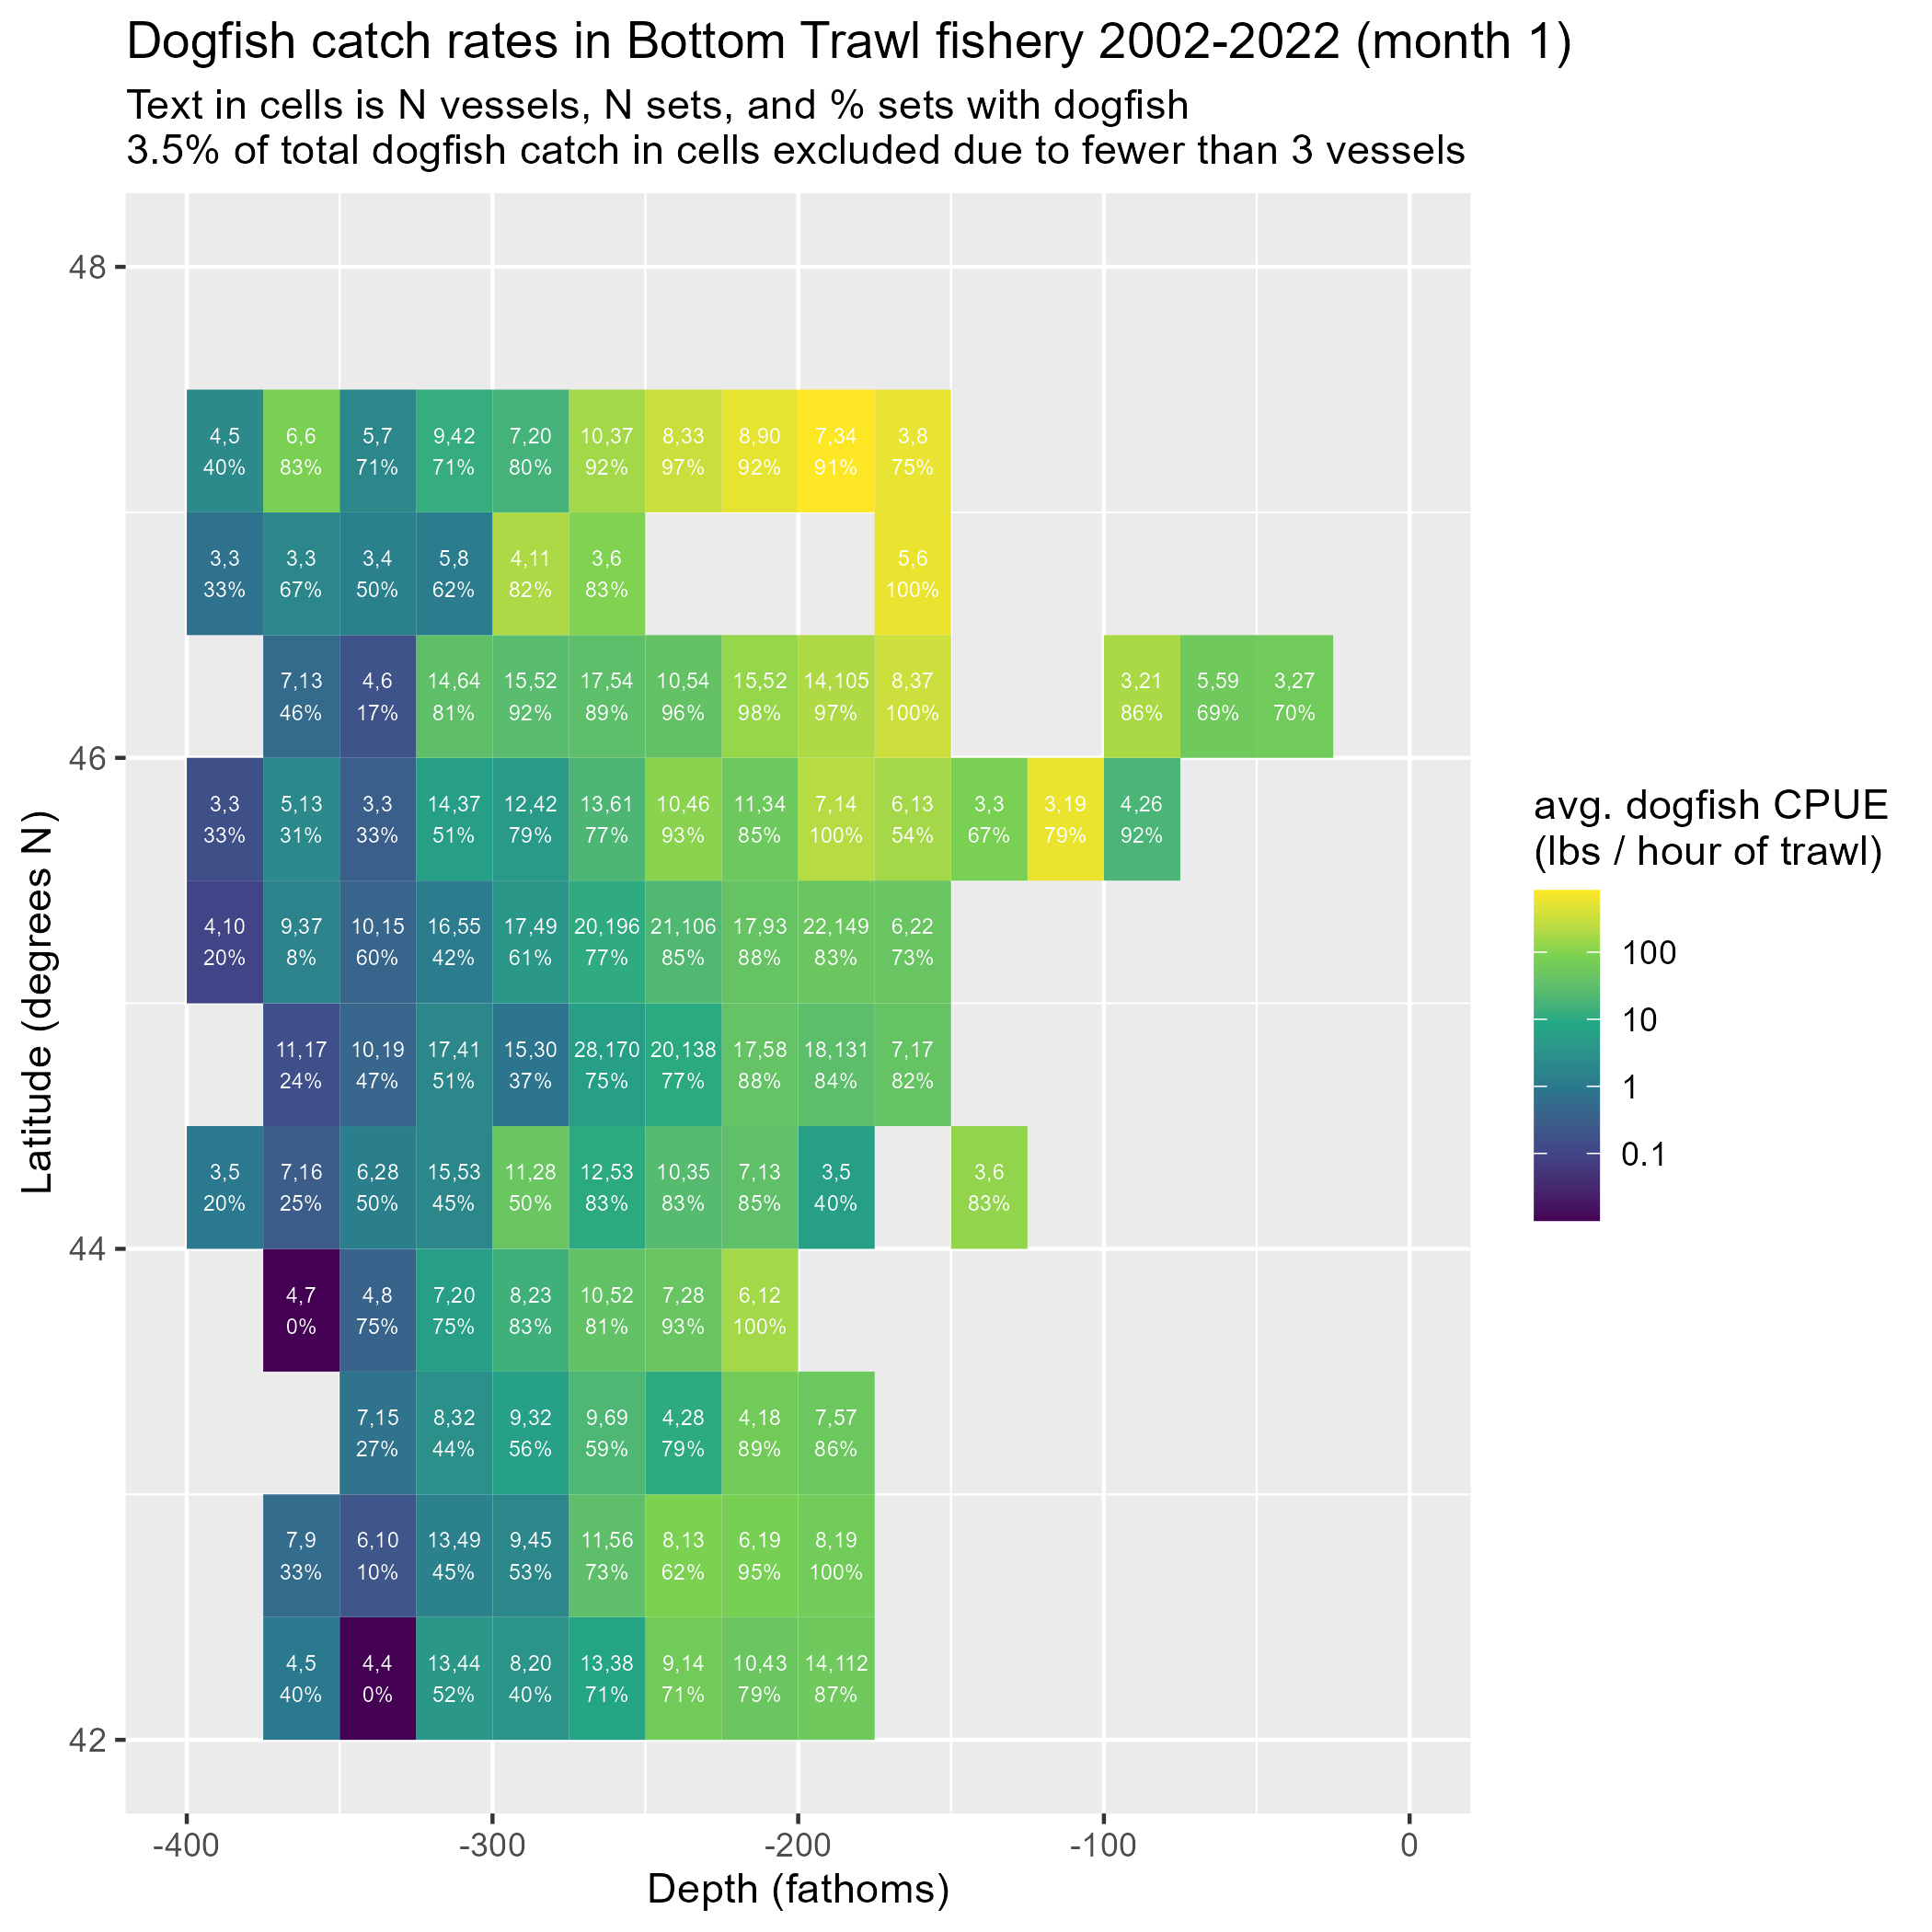 Dogfish catch rates in Bottom Trawl fishery 2002-2022 (month 1)
Text in cells is N vessels, N sets, and % sets with dogfish
3.5% of total dogfish catch in cells excluded due to fewer than 3 vessels
48
4,5 6,6 5,7 9,42 7,20 10,37 8,33 8,90 7,34 3,8
40% 83% 71% 71% 80% 92% 97% 92% 91% 75%
3,3 3,3 3,4 5,8 4,11 3,6 5,6
33% 67% 50% 62% 82% 83% 100%
7,13 4,6 14,64 15,52 17,54 10,54 15,52 14,105 8,37 3,21 5,59 3,27
46% 17% 81% 92% 89% 96% 98% 97% 100% 86% 69% 70%
46
3,3 5,13 3,3 14,37 12,42 13,61 10,46 11,34 7,14 6,13 3,3 3,19 4,26
33% 31% 33% 51% 79% 77% 93% 85% 100% 54% 67% 79% 92%
4,10 9,37 10,15 16,55 17,49 20,196 21,106 17,93 22,149 6,22
20% 8% 60% 42% 61% 77% 85% 88% 83% 73%
11,17 10,19 17,41 15,30 28,170 20,138 17,58 18,131 7,17
24% 47% 51% 37% 75% 77% 88% 84% 82%
3,5 7,16 6,28 15,53 11,28 12,53 10,35 7,13 3,5 3,6
20% 25% 50% 45% 50% 83% 83% 85% 40% 83%
44
4,7 4,8 7,20 8,23 10,52 7,28 6,12
0% 75% 75% 83% 81% 93% 100%
7,15 8,32 9,32 9,69 4,28 4,18 7,57
27% 44% 56% 59% 79% 89% 86%
7,9 6,10 13,49 9,45 11,56 8,13 6,19 8,19
33% 10% 45% 53% 73% 62% 95% 100%
4,5 4,4 13,44 8,20 13,38 9,14 10,43 14,112
40% 0% 52% 40% 71% 71% 79% 87%
42
-400 -300 -200 -100 0
Depth (fathoms)
Latitude (degrees N)
avg. dogfish CPUE
(lbs / hour of trawl)
100
10
1
0.1